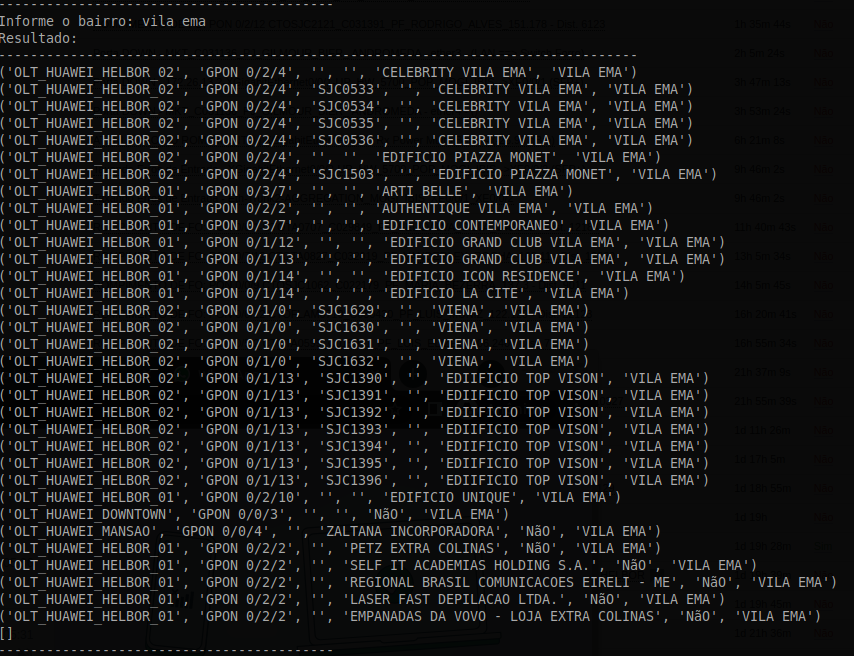 ------------------------------------------
Informe o bairro: vila ema
Resultado:
--------------------------------------------------------------------------------
('OLT_HUAWEI_HELBOR_02', 'GPON 0/2/4', '', '', 'CELEBRITY VILA EMA', 'VILA EMA')
('OLT_HUAWEI_HELBOR_02', 'GPON 0/2/4', 'SJC0533', '', 'CELEBRITY VILA EMA', 'VILA EMA')
('OLT_HUAWEI_HELBOR_02', 'GPON 0/2/4', 'SJC0534', '', 'CELEBRITY VILA EMA', 'VILA EMA')
('OLT_HUAWEI_HELBOR_02', 'GPON 0/2/4', 'SJC0535', '', 'CELEBRITY VILA EMA', 'VILA EMA')
('OLT_HUAWEI_HELBOR_02', 'GPON 0/2/4', 'SJC0536', '', 'CELEBRITY VILA EMA', 'VILA EMA')
('OLT_HUAWEI_HELBOR_02', 'GPON 0/2/4', '', '', 'EDIFICIO PIAZZA MONET', 'VILA EMA')
('OLT_HUAWEI_HELBOR_02', 'GPON 0/2/4', 'SJC1503', '', 'EDIFICIO PIAZZA MONET', 'VILA EMA')
('OLT_HUAWEI_HELBOR_01', 'GPON 0/3/7', '', '', 'ARTI BELLE', 'VILA EMA')
('OLT_HUAWEI_HELBOR_01', 'GPON 0/2/2', '', '', 'AUTHENTIQUE VILA EMA', 'VILA EMA')
('OLT_HUAWEI_HELBOR_01', 'GPON 0/3/7', '', '', 'EDIFICIO CONTEMPORANEO', 'VILA EMA')
('OLT_HUAWEI_HELBOR_01', 'GPON 0/1/12', '', '', 'EDIFICIO GRAND CLUB VILA EMA', 'VILA EMA')
('OLT_HUAWEI_HELBOR_01', 'GPON 0/1/13', '', '', 'EDIFICIO GRAND CLUB VILA EMA', 'VILA EMA')
('OLT_HUAWEI_HELBOR_01', 'GPON 0/1/14', '', '', 'EDIFICIO ICON RESIDENCE', 'VILA EMA')
('OLT_HUAWEI_HELBOR_01', 'GPON 0/1/14', '', '', 'EDIFICIO LA CITE', 'VILA EMA')
('OLT_HUAWEI_HELBOR_02', 'GPON 0/1/0', 'SJC1629', '', 'VIENA', 'VILA EMA')
('OLT_HUAWEI_HELBOR_02', 'GPON 0/1/0', 'SJC1630', '', 'VIENA', 'VILA EMA')
('OLT_HUAWEI_HELBOR_02', 'GPON 0/1/0', 'SJC1631', '', 'VIENA', 'VILA EMA')
('OLT_HUAWEI_HELBOR_02', 'GPON 0/1/0', 'SJC1632', '', 'VIENA', 'VILA EMA')
('OLT_HUAWEI_HELBOR_02', 'GPON 0/1/13', 'SJC1390', '', 'EDIIFICIO TOP VISON', 'VILA EMA')
('OLT_HUAWEI_HELBOR_02', 'GPON 0/1/13', 'SJC1391', '', 'EDIIFICIO TOP VISON', 'VILA EMA')
('OLT_HUAWEI_HELBOR_02', 'GPON 0/1/13', 'SJC1392', '', 'EDIIFICIO TOP VISON', 'VILA EMA')
('OLT_HUAWEI_HELBOR_02', 'GPON 0/1/13', 'SJC1393', '', 'EDIIFICIO TOP VISON', 'VILA EMA')
('OLT_HUAWEI_HELBOR_02', 'GPON 0/1/13', 'SJC1394', '', 'EDIIFICIO TOP VISON', 'VILA EMA')
('OLT_HUAWEI_HELBOR_02', 'GPON 0/1/13', 'SJC1395', '', 'EDIIFICIO TOP VISON', 'VILA EMA')
('OLT_HUAWEI_HELBOR_02', 'GPON 0/1/13', 'SJC1396', '', 'EDIIFICIO TOP VISON', 'VILA EMA')
('OLT_HUAWEI_HELBOR_01', 'GPON 0/2/10', '', '', 'EDIFICIO UNIQUE', 'VILA EMA')
('OLT_HUAWEI_DOWNTOWN', 'GPON 0/0/3', '', '', 'NãO', 'VILA EMA')
('OLT_HUAWEI_MANSAO', 'GPON 0/0/4', '', 'ZALTANA INCORPORADORA', 'NãO', 'VILA EMA')
('OLT_HUAWEI_HELBOR_01', 'GPON 0/2/2', '', 'PETZ EXTRA COLINAS', 'NãO', 'VILA EMA')
('OLT_HUAWEI_HELBOR_01', 'GPON 0/2/2', '', 'SELF IT ACADEMIAS HOLDING S.A.', 'NãO', 'VILA EMA')
('OLT_HUAWEI_HELBOR_01', 'GPON 0/2/2', '', 'REGIONAL BRASIL COMUNICACOES EIRELI - ME', 'NãO', 'VILA EMA')
('OLT_HUAWEI_HELBOR_01', 'GPON 0/2/2', '', 'LASER FAST DEPILACAO LTDA.', 'NãO', 'VILA EMA')
('OLT_HUAWEI_HELBOR_01', 'GPON 0/2/2', '', 'EMPANADAS DA VOVO - LOJA EXTRA COLINAS', 'NãO', 'VILA EMA')
[]
------------------------------------------